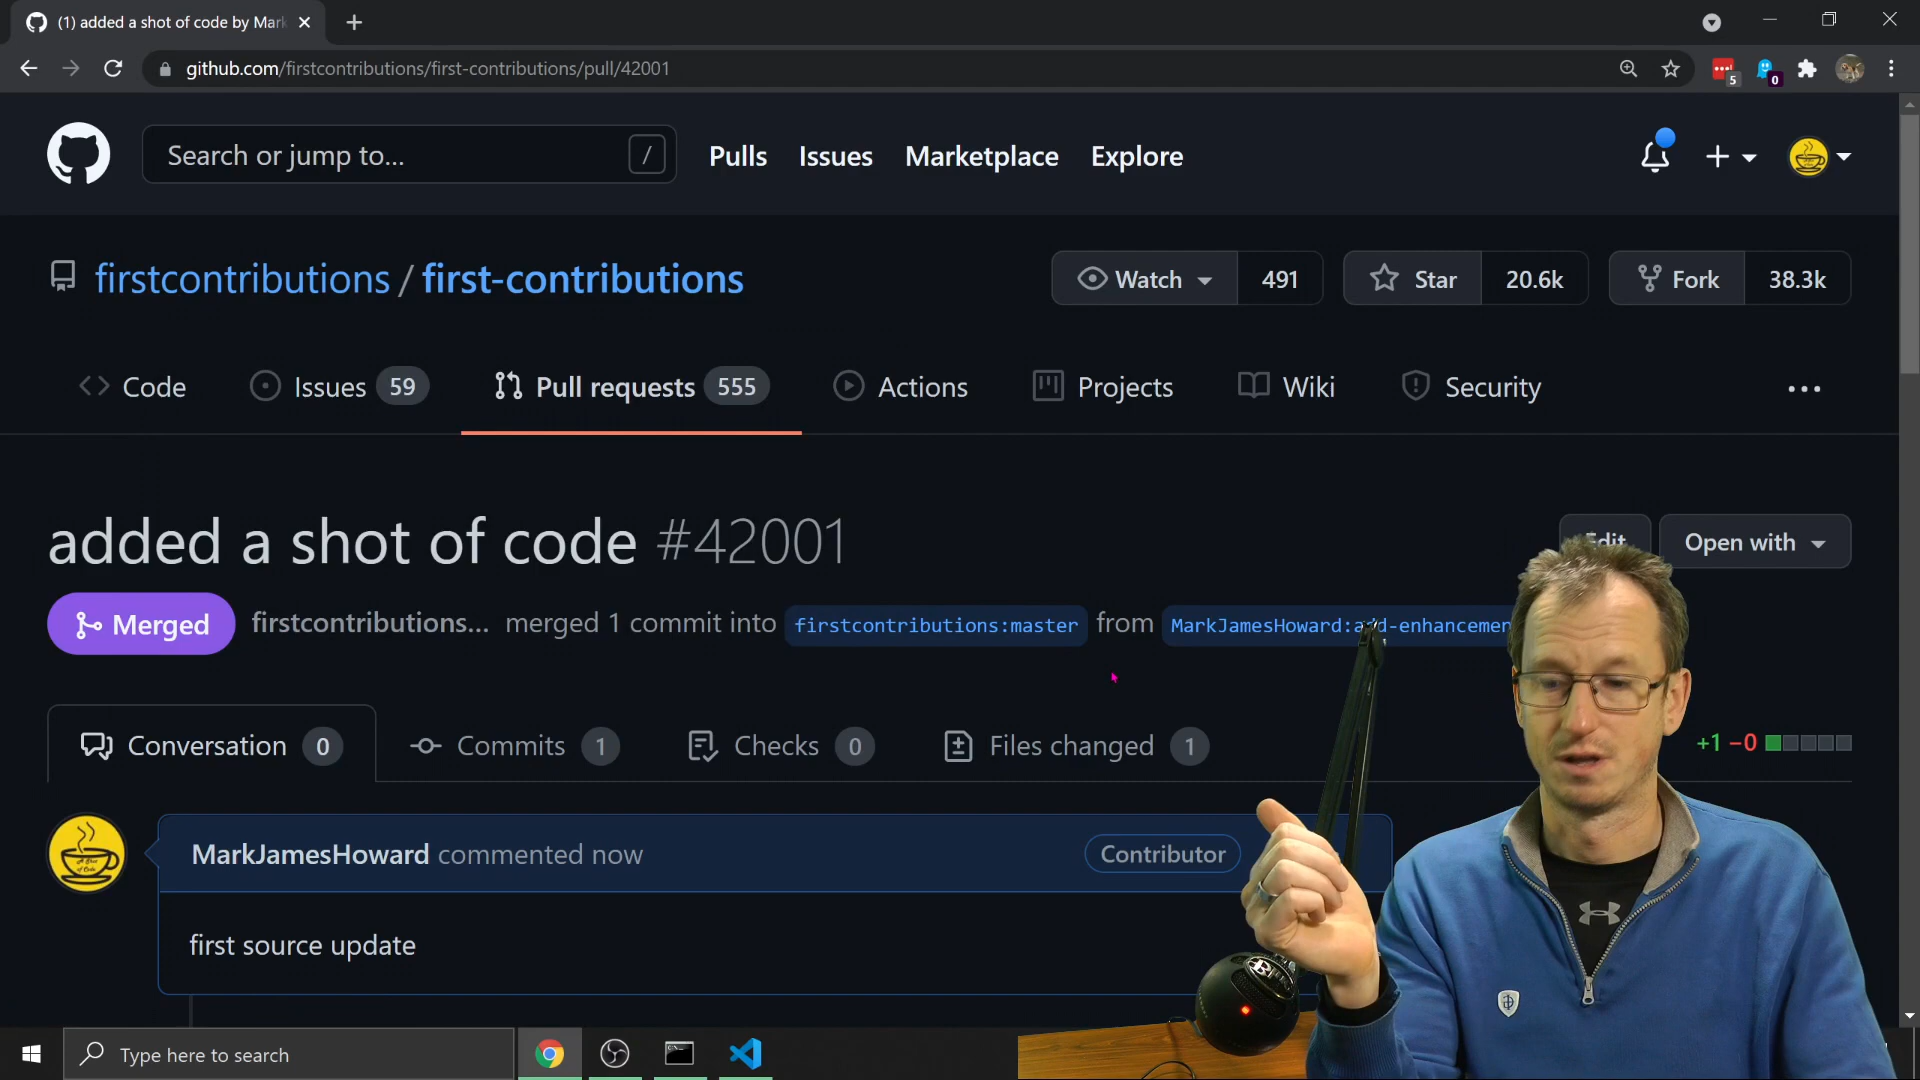 (1) added a shot of code by Mark
github.com/firstcontributions/first-contributions/pull/42001
5
0
Search or jump to...
/
Pulls
Issues
Marketplace
Explore
firstcontributions / first-contributions
Watch
491
Star
20.6k
Fork
38.3k
Code
Issues
59
Pull requests
555
Actions
Projects
Wiki
Security
added a shot of code #42001
Edit
Open with
Merged
firstcontributions... merged 1 commit into firstcontributions:master from MarkJamesHoward:add-enhancemen
Conversation
0
Commits
1
Checks
0
Files changed
1
+1 −0
MarkJamesHoward commented now
Contributor
first source update
Type here to search